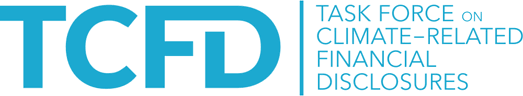 TCFD
TASK FORCE ON
CLIMATE–RELATED
FINANCIAL
DISCLOSURES